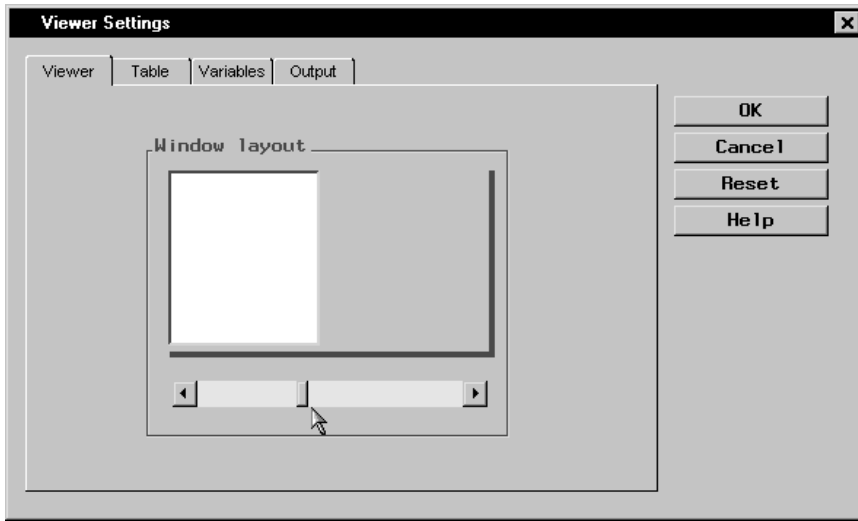 Viewer Settings
Viewer Table Variables Output
OK
Window layout
Cancel
Reset
Help